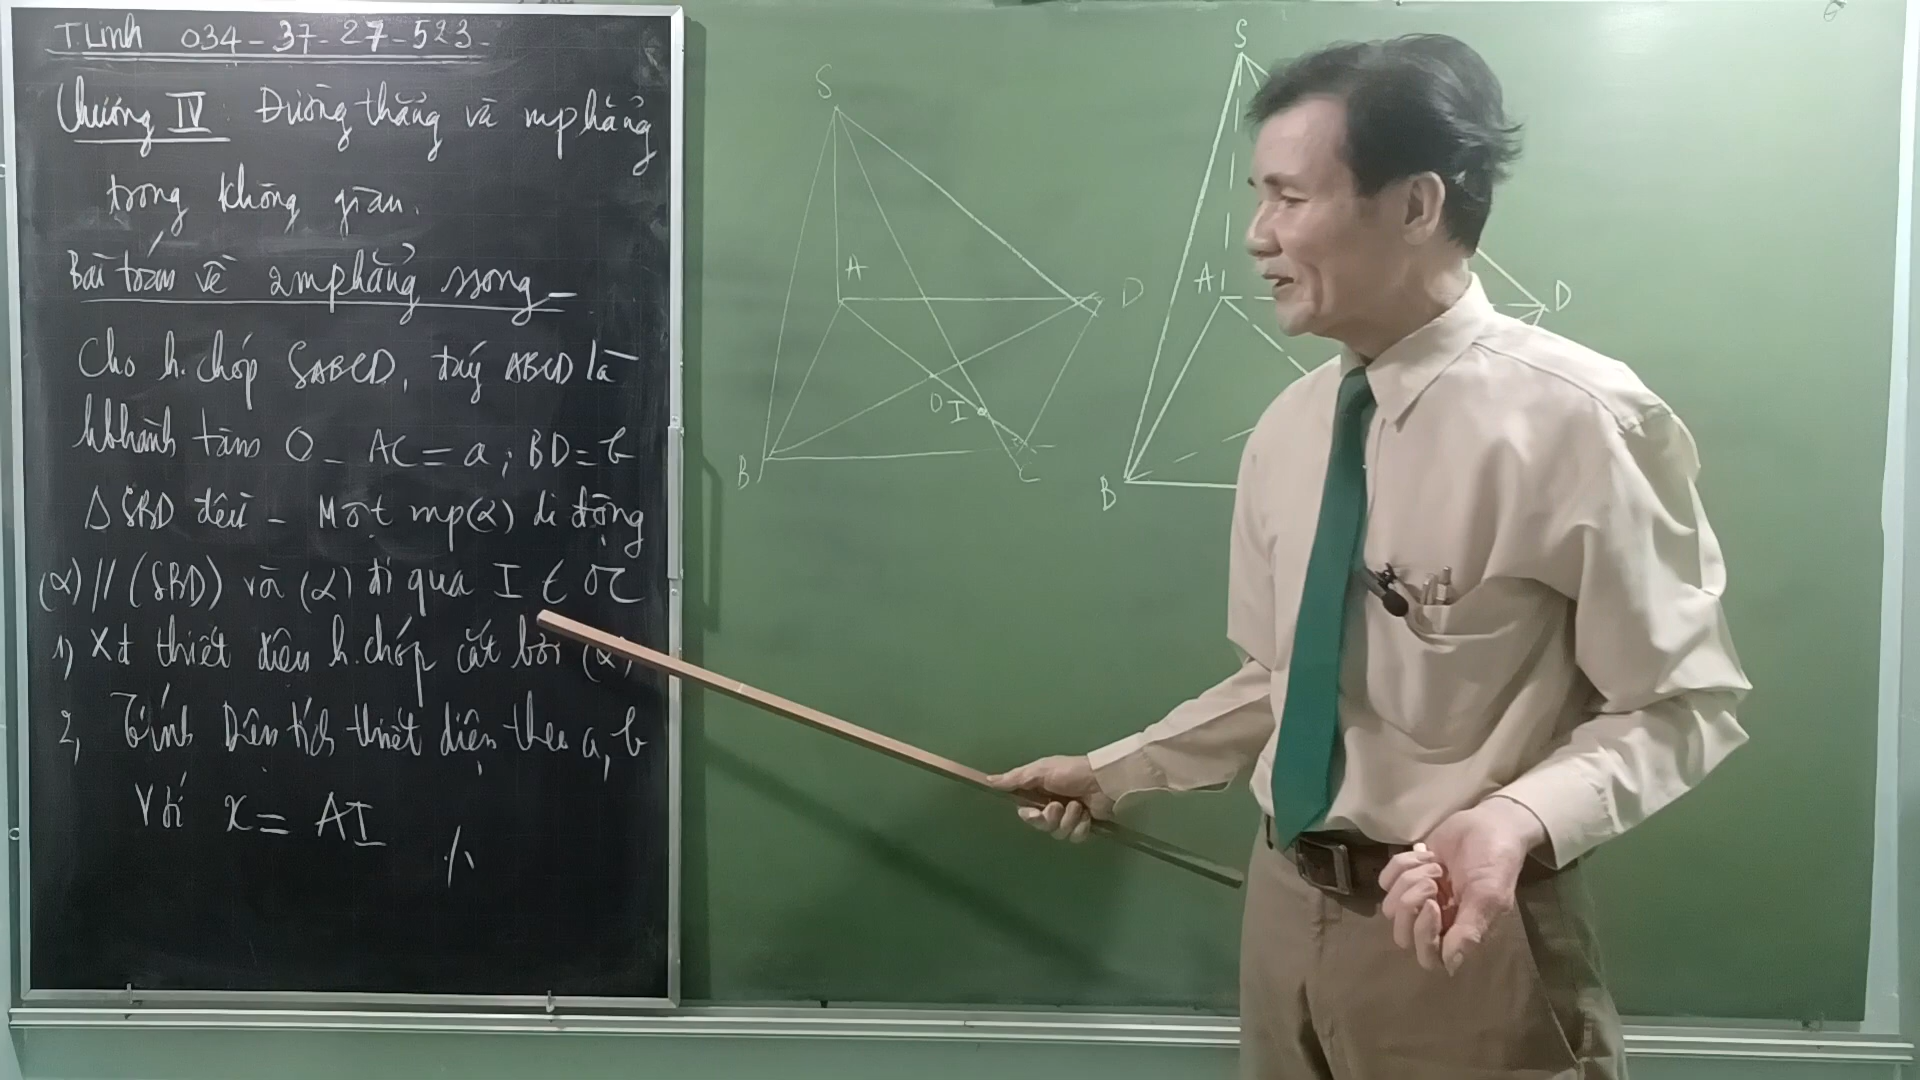 T.Linh 034-37-27-523-
Chương IV: Đường thẳng và mphẳng
trong không gian.
Bài toán về 2mphẳng song-
Cho h.chóp SABCD, đáy ABCD là
hbhành tâm O - AC = a; BD = b
Δ SBD đều - Một mp(α) di động
(α) // (SBD) và (α) đi qua I ∈ OC
1, Xđ thiết diện h.chóp cắt bởi (α)
2, Tính Diện tích thiết diện theo a, b
Với x = AI
S
A
D
O I
B
C
S
A
D
B